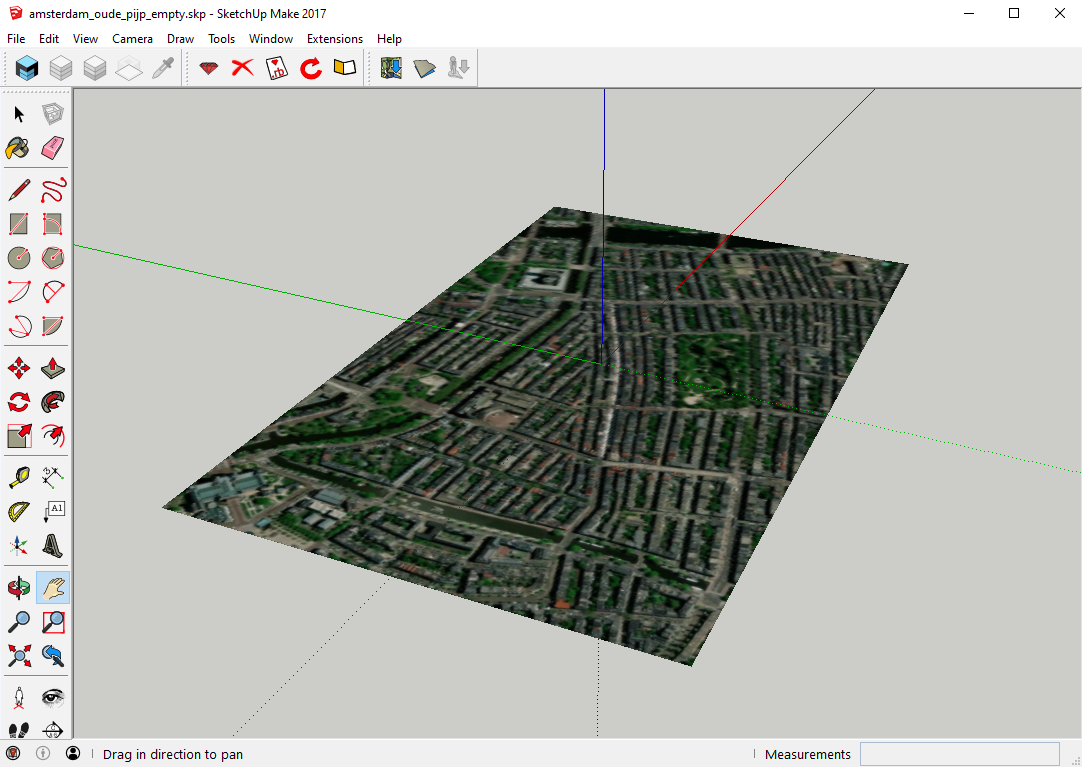 amsterdam_oude_pijp_empty.skp - SketchUp Make 2017
File Edit View Camera Draw Tools Window Extensions Help
A1
Drag in direction to pan
Measurements